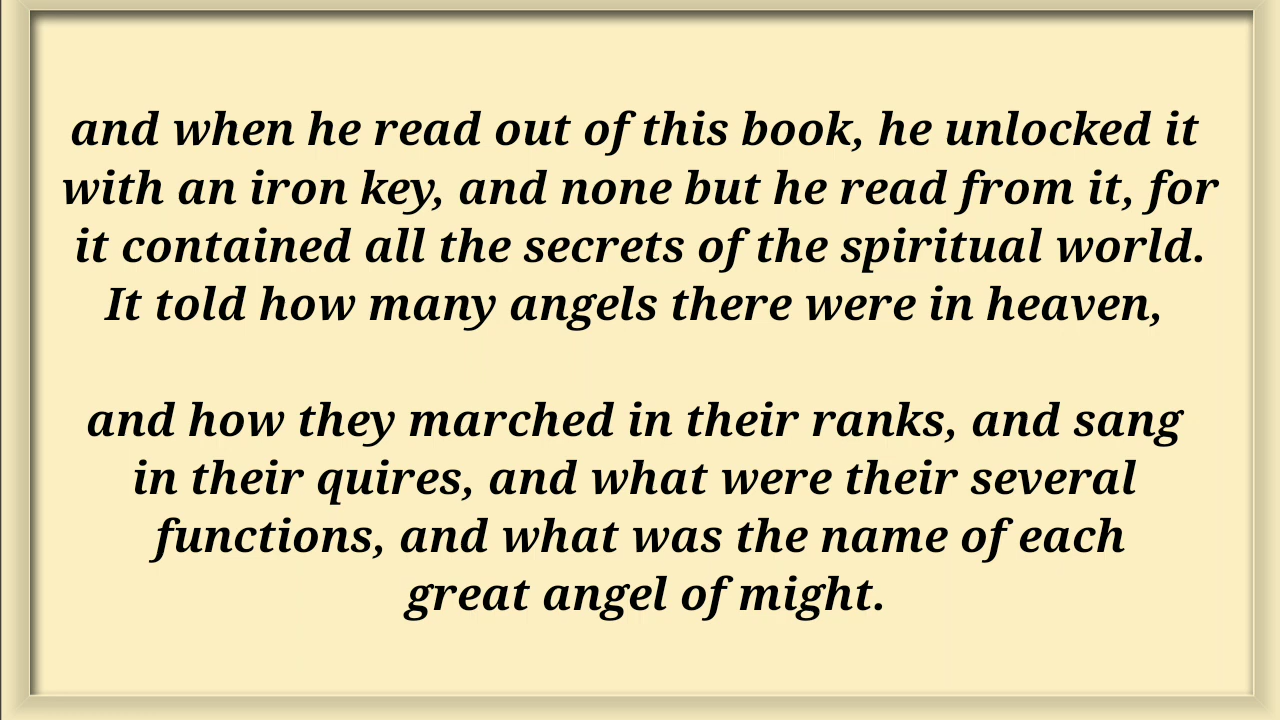 and when he read out of this book, he unlocked it
with an iron key, and none but he read from it, for
it contained all the secrets of the spiritual world.
It told how many angels there were in heaven,
and how they marched in their ranks, and sang
in their quires, and what were their several
functions, and what was the name of each
great angel of might.